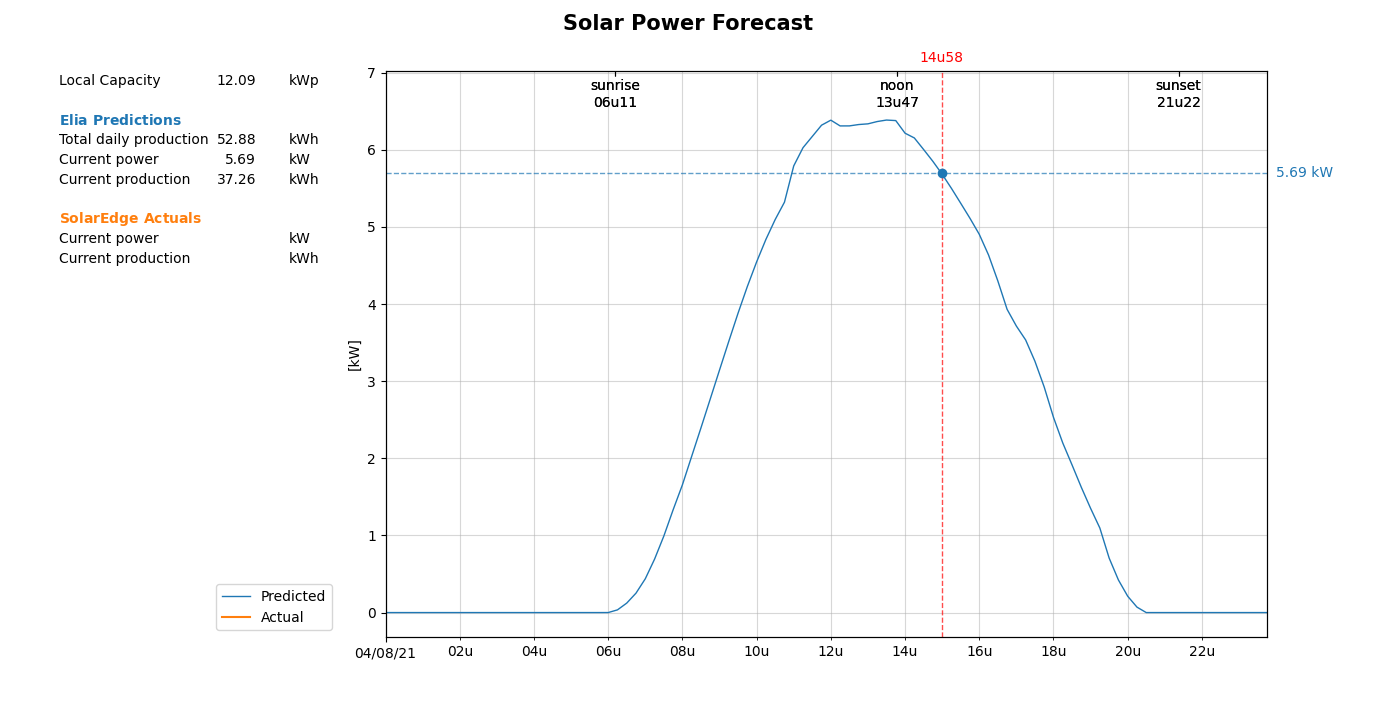 Solar Power Forecast
Local Capacity 12.09 kWp
Elia Predictions
Total daily production 52.88 kWh
Current power 5.69 kW
Current production 37.26 kWh
SolarEdge Actuals
Current power kW
Current production kWh
Predicted
Actual
14u58
sunrise
06u11
noon
13u47
sunset
21u22
5.69 kW
[kW]
7
6
5
4
3
2
1
0
04/08/21 02u 04u 06u 08u 10u 12u 14u 16u 18u 20u 22u